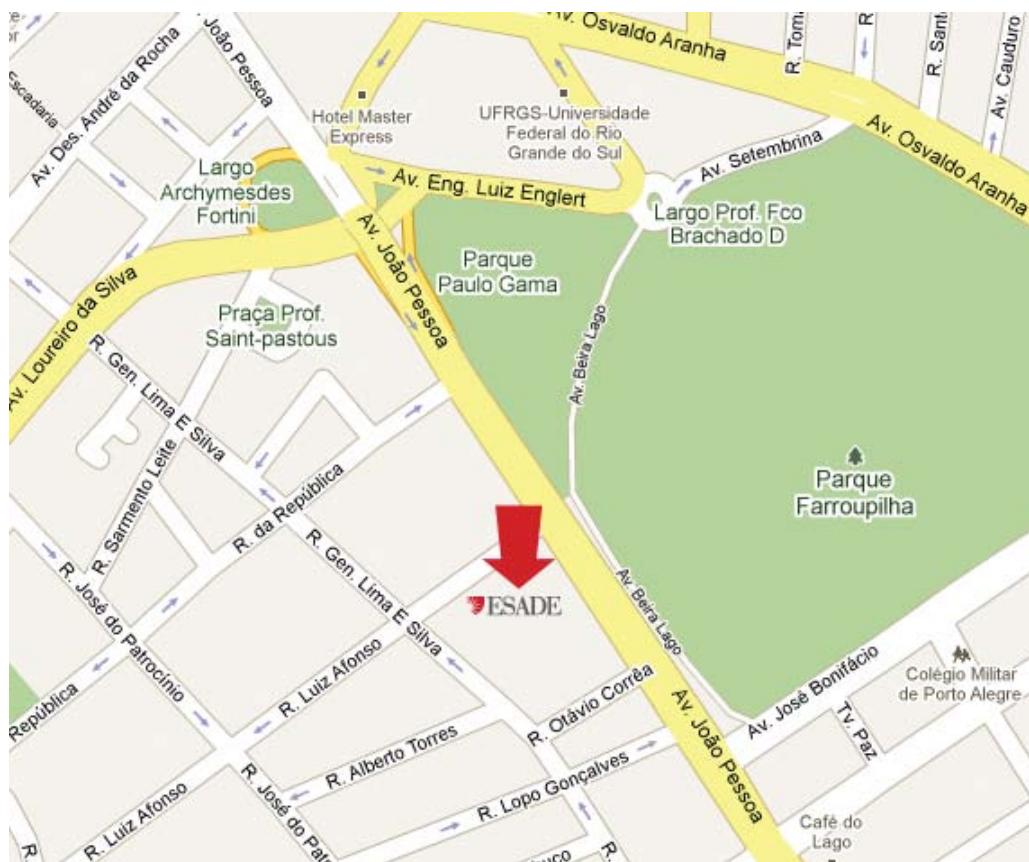 R. João Pessoa
Av. Osvaldo Aranha
R. Toma
R.
R. Sant
Av. Cauduro
Escadaria
Av. Des. André da Rocha
Hotel Master
Express
UFRGS-Universidade
Federal do Rio
Grande do Sul
Av. Setembrina
Av. Osvaldo Aranha
Largo
Archymesdes
Fortini
Av. Eng. Luiz Englert
Largo Prof. Fco
Brachado D
Av. João Pessoa
Parque
Paulo Gama
Av. Loureiro da Silva
Praça Prof.
Saint-pastous
Av. Beira Lago
R. Gen. Lima E Silva
R. Sarmento Leite
R. da República
Parque
Farroupilha
R. Gen. Lima E Silva
ESADE
R. José do Patrocínio
Av. Beira Lago
R. Luiz Afonso
República
R. Otávio Corrêa
Av. José Bonifácio
Colégio Militar
de Porto Alegre
Tv. Paz
Av. João Pessoa
R. Alberto Torres
R. Lopo Gonçalves
R. Luiz Afonso
R. José do Pat
Café do
Lago
R.
R.